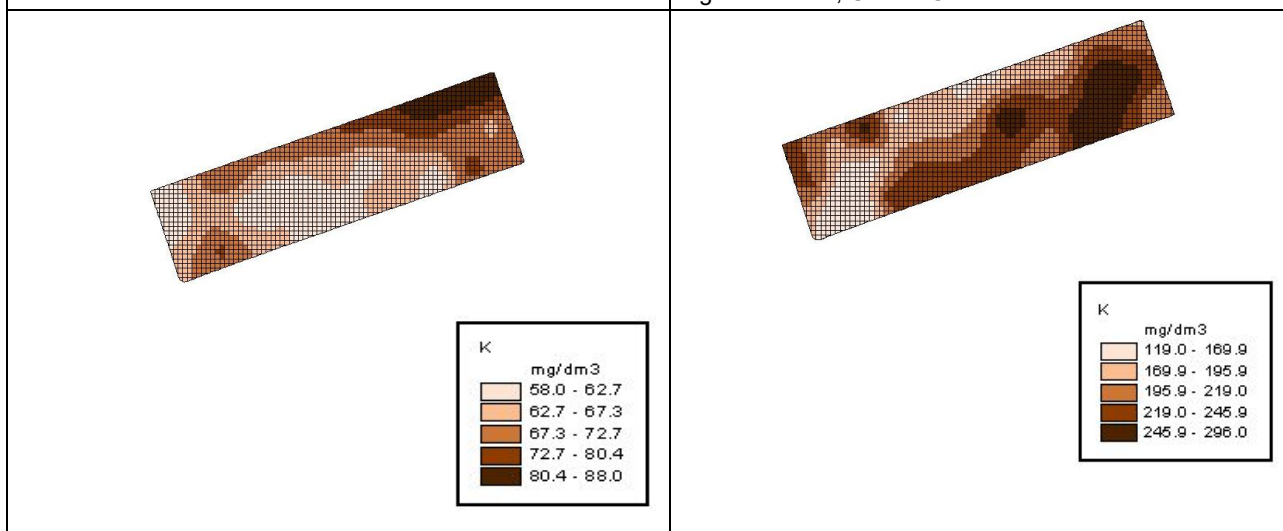 K
mg/dm3
58.0 - 62.7
62.7 - 67.3
67.3 - 72.7
72.7 - 80.4
80.4 - 88.0
K
mg/dm3
119.0 - 169.9
169.9 - 195.9
195.9 - 219.0
219.0 - 245.9
245.9 - 296.0